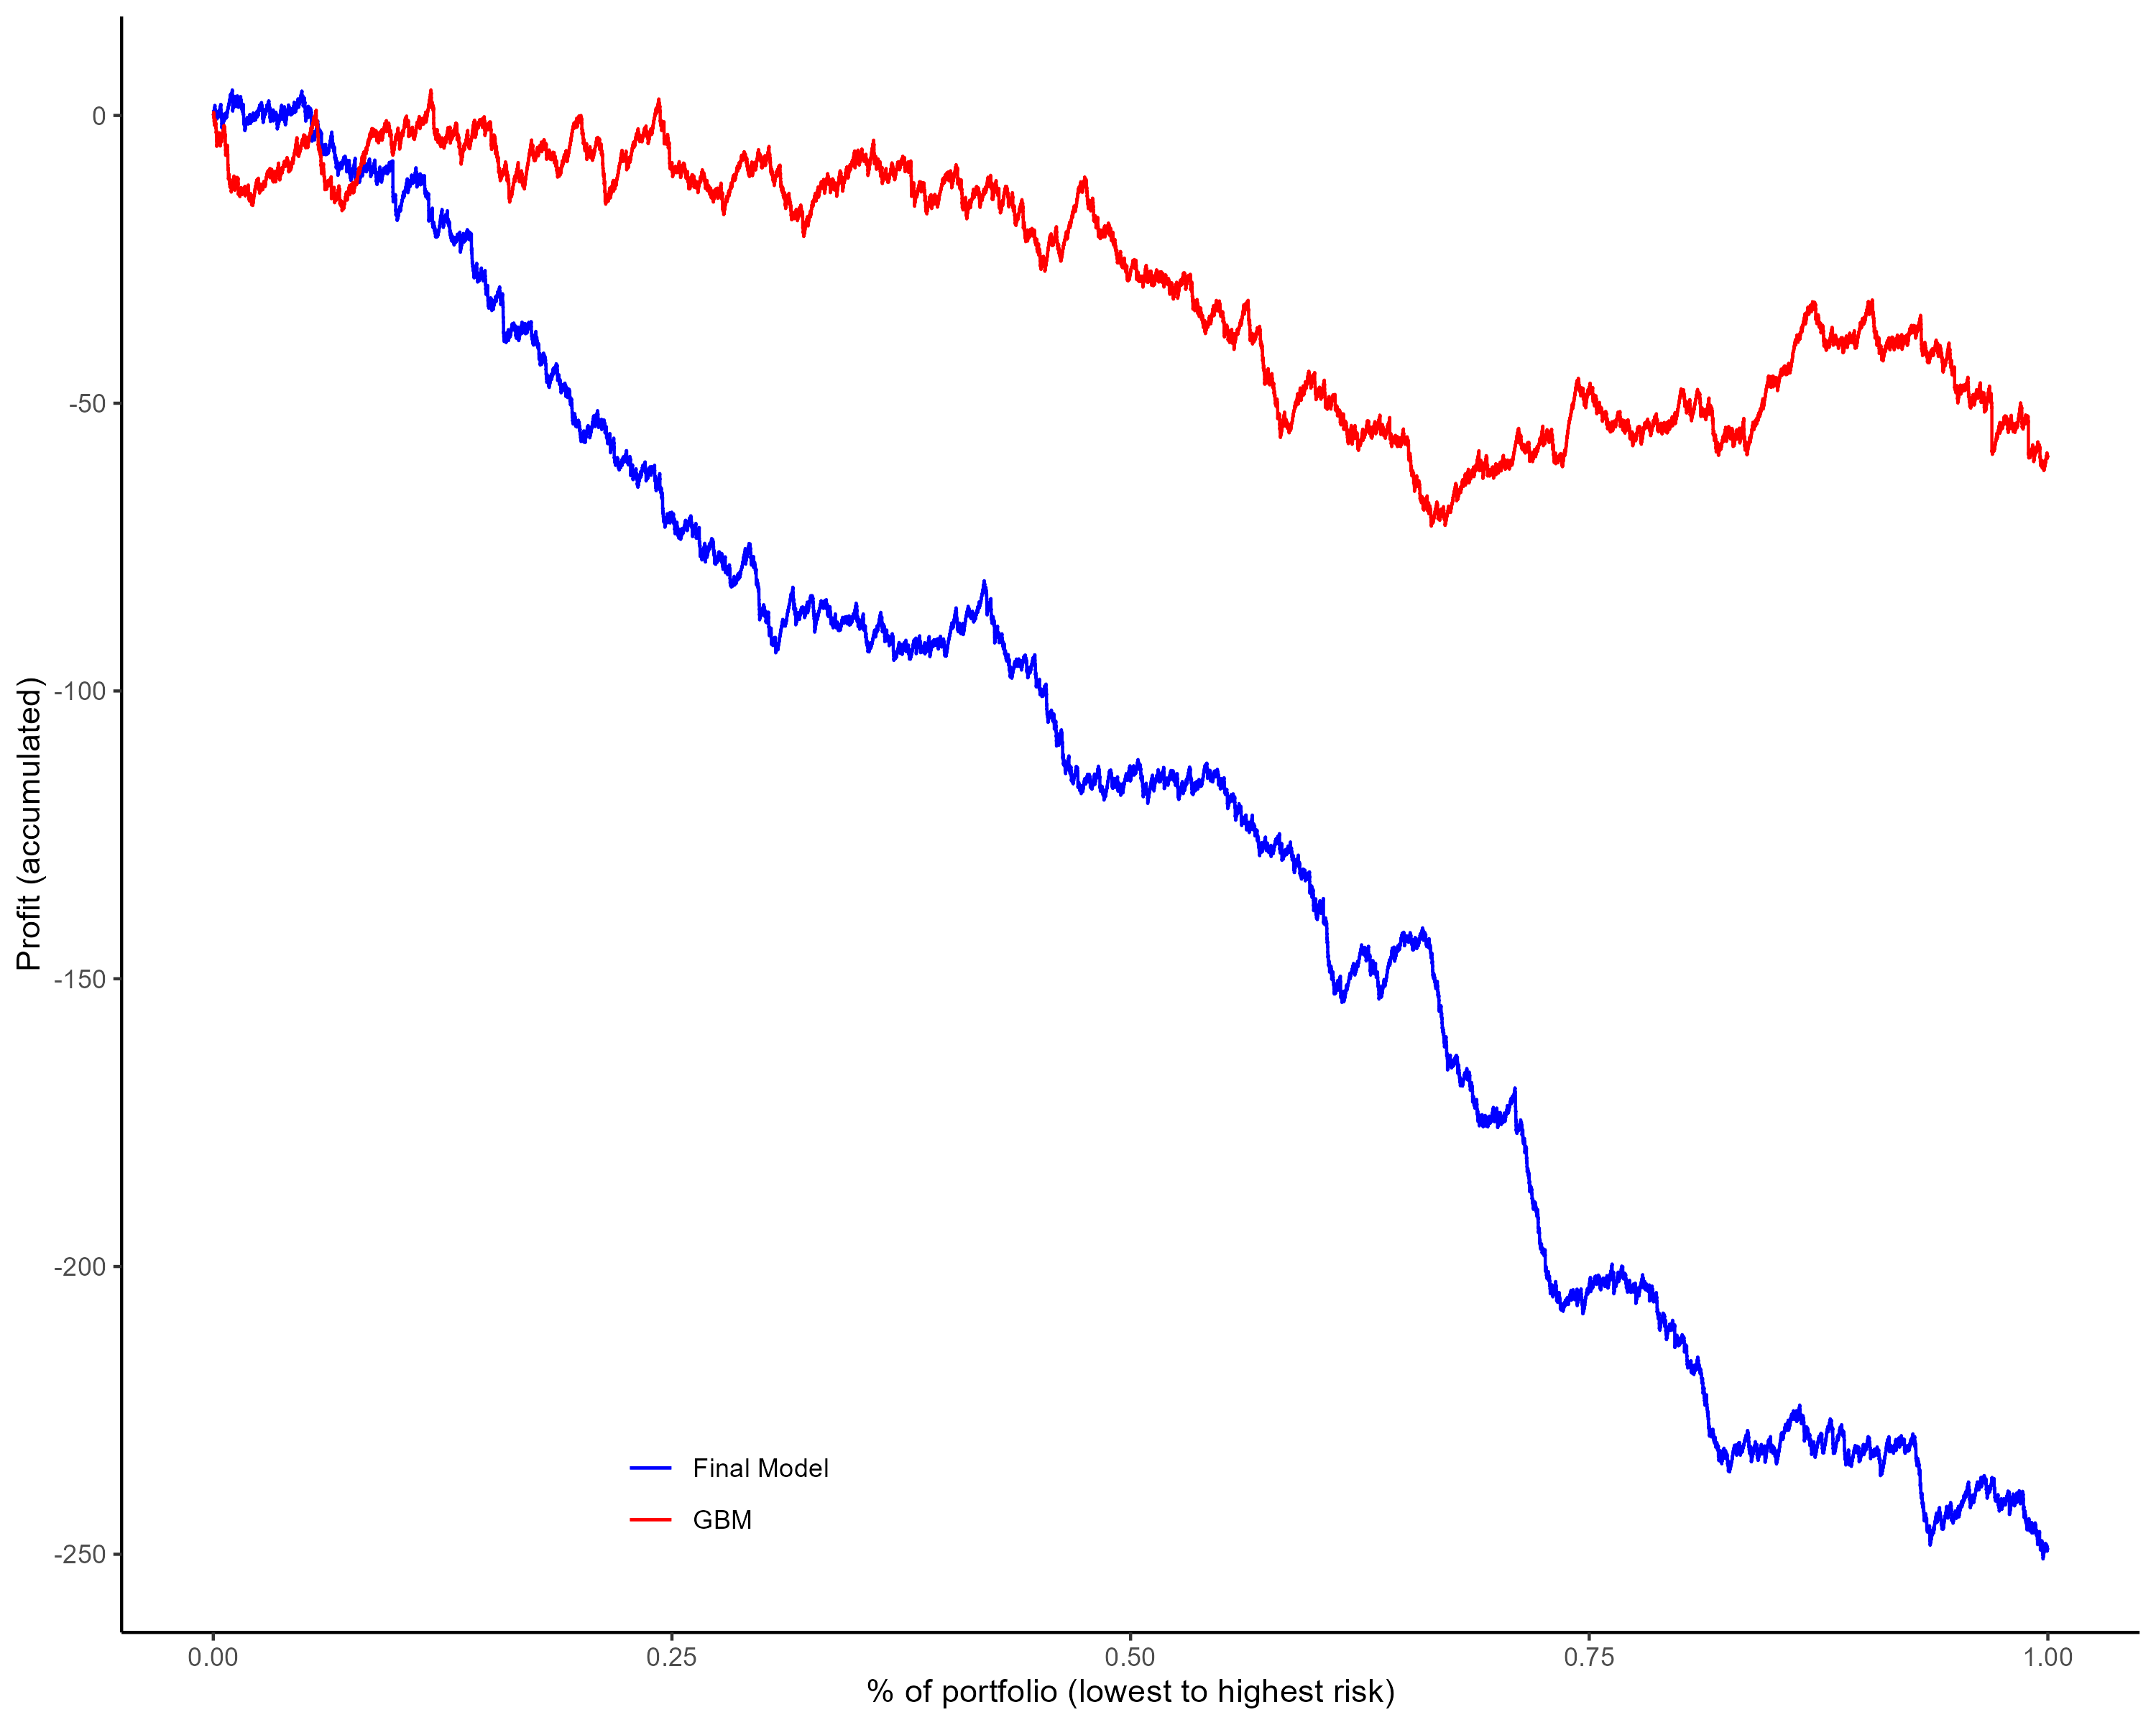 Profit (accumulated)
0
-50
-100
-150
-200
-250
Final Model
GBM
0.00
0.25
0.50
0.75
1.00
% of portfolio (lowest to highest risk)